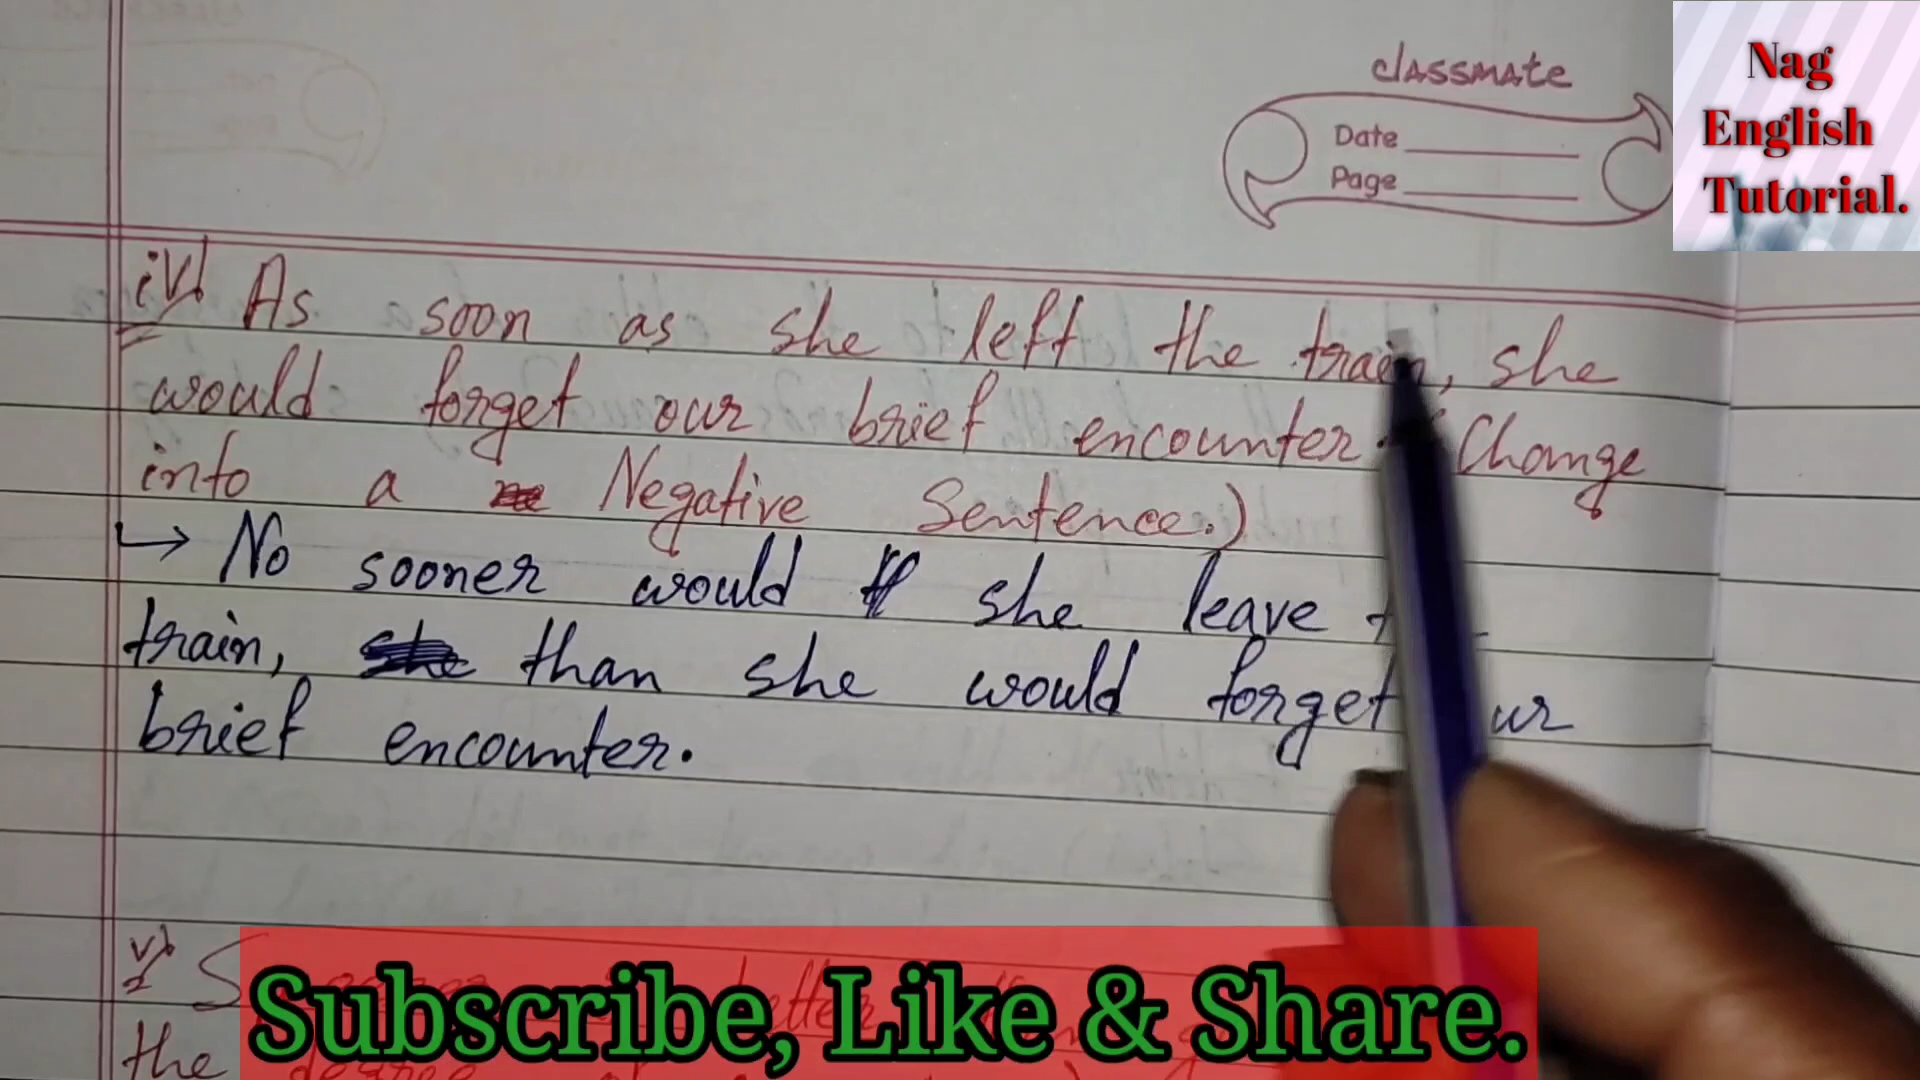 classmate
Date
Page
Nag
English
Tutorial.
iv) As soon as she left the train, she
would forget our brief encounter. (Change
into a Negative Sentence.)
→ No sooner would she leave
train, than she would forget
brief encounter.
v)
the
Subscribe, Like & Share.